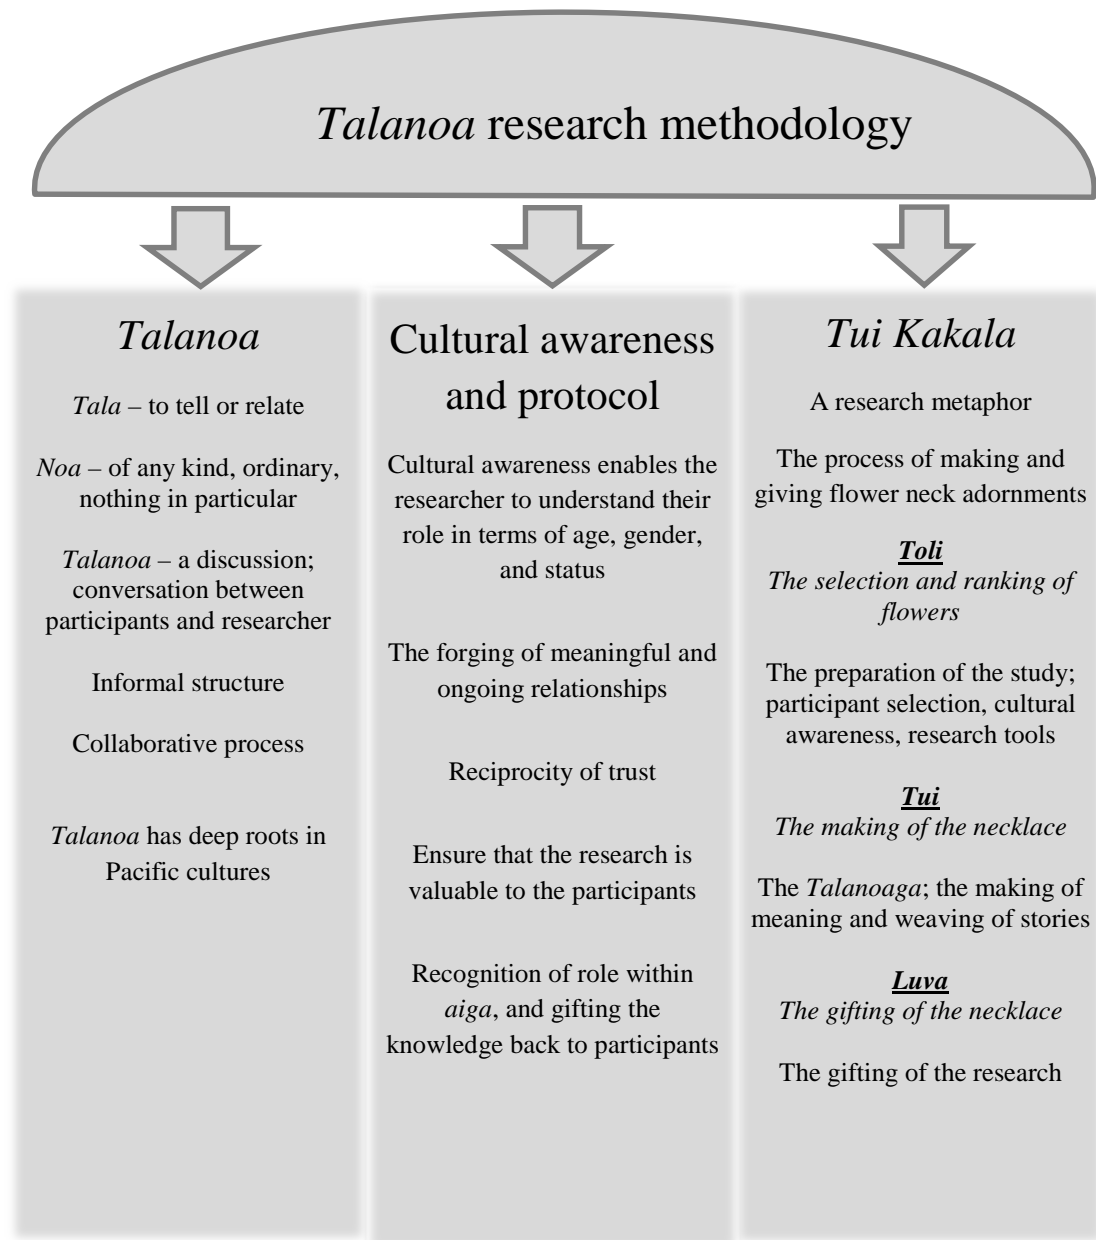 Talanoa research methodology
Talanoa
Tala – to tell or relate
Noa – of any kind, ordinary,
nothing in particular
Talanoa – a discussion;
conversation between
participants and researcher
Informal structure
Collaborative process
Talanoa has deep roots in
Pacific cultures
Cultural awareness
and protocol
Cultural awareness enables the
researcher to understand their
role in terms of age, gender,
and status
The forging of meaningful and
ongoing relationships
Reciprocity of trust
Ensure that the research is
valuable to the participants
Recognition of role within
aiga, and gifting the
knowledge back to participants
Tui Kakala
A research metaphor
The process of making and
giving flower neck adornments
Toli
The selection and ranking of
flowers
The preparation of the study;
participant selection, cultural
awareness, research tools
Tui
The making of the necklace
The Talanoaga; the making of
meaning and weaving of stories
Luva
The gifting of the necklace
The gifting of the research